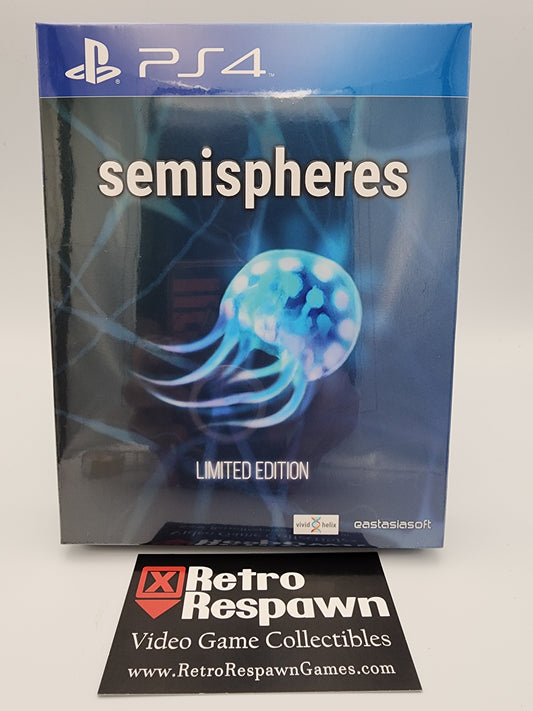 PS4
semispheres
LIMITED EDITION
vivid helix
eastasiasoft
X Retro
Respawn
Video Game Collectibles
www.RetroRespawnGames.com